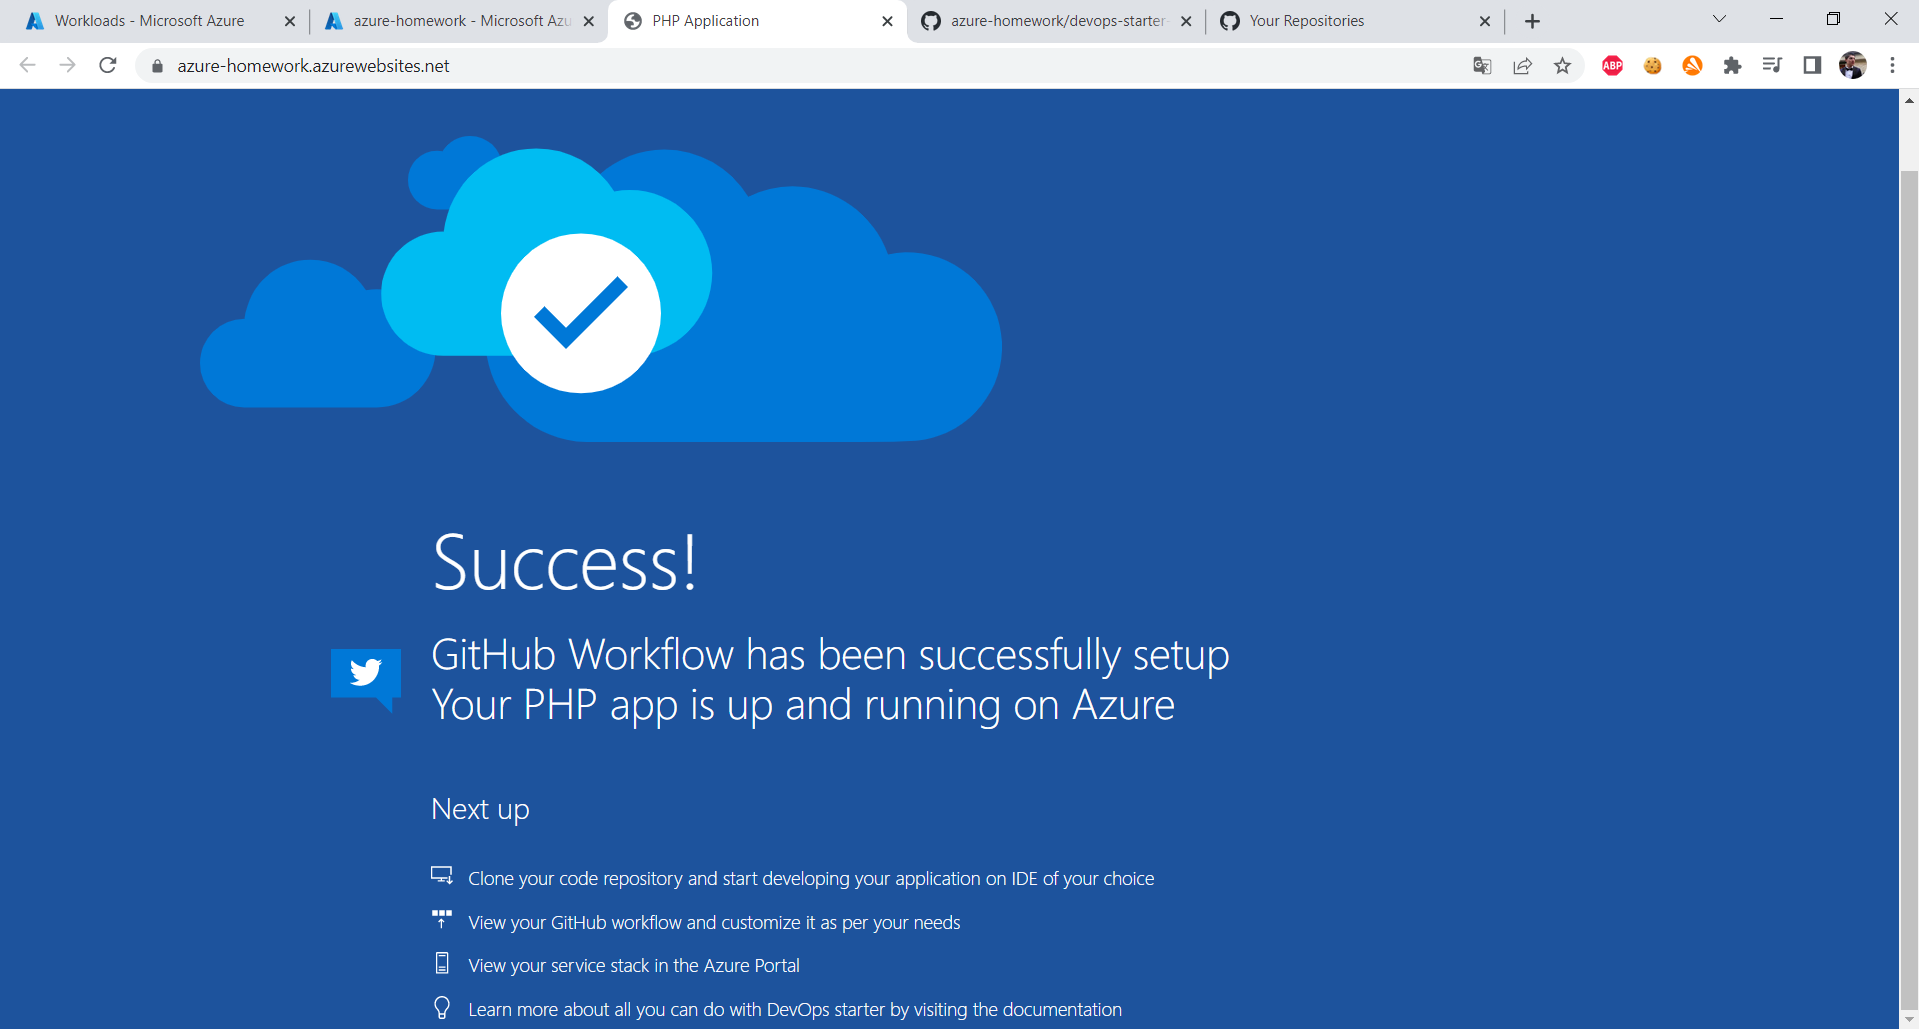 Workloads - Microsoft Azure
azure-homework - Microsoft Azu
PHP Application
azure-homework/devops-starter-
Your Repositories
azure-homework.azurewebsites.net
ABP
Success!
GitHub Workflow has been successfully setup
Your PHP app is up and running on Azure
Next up
Clone your code repository and start developing your application on IDE of your choice
View your GitHub workflow and customize it as per your needs
View your service stack in the Azure Portal
Learn more about all you can do with DevOps starter by visiting the documentation